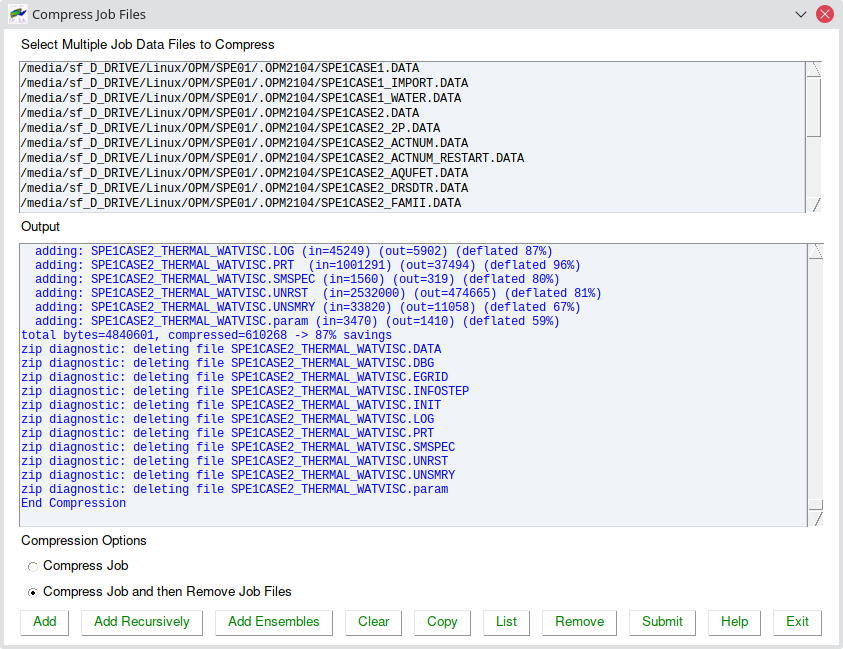 Compress Job Files
Select Multiple Job Data Files to Compress
/media/sf_D_DRIVE/Linux/OPM/SPE01/.OPM2104/SPE1CASE1.DATA
/media/sf_D_DRIVE/Linux/OPM/SPE01/.OPM2104/SPE1CASE1_IMPORT.DATA
/media/sf_D_DRIVE/Linux/OPM/SPE01/.OPM2104/SPE1CASE1_WATER.DATA
/media/sf_D_DRIVE/Linux/OPM/SPE01/.OPM2104/SPE1CASE2.DATA
/media/sf_D_DRIVE/Linux/OPM/SPE01/.OPM2104/SPE1CASE2_2P.DATA
/media/sf_D_DRIVE/Linux/OPM/SPE01/.OPM2104/SPE1CASE2_ACTNUM.DATA
/media/sf_D_DRIVE/Linux/OPM/SPE01/.OPM2104/SPE1CASE2_ACTNUM_RESTART.DATA
/media/sf_D_DRIVE/Linux/OPM/SPE01/.OPM2104/SPE1CASE2_AQUFET.DATA
/media/sf_D_DRIVE/Linux/OPM/SPE01/.OPM2104/SPE1CASE2_DRSDTR.DATA
/media/sf_D_DRIVE/Linux/OPM/SPE01/.OPM2104/SPE1CASE2_FAMII.DATA
Output
adding: SPE1CASE2_THERMAL_WATVISC.LOG (in=45249) (out=5902) (deflated 87%)
adding: SPE1CASE2_THERMAL_WATVISC.PRT  (in=1001291) (out=37494) (deflated 96%)
adding: SPE1CASE2_THERMAL_WATVISC.SMSPEC (in=1560) (out=319) (deflated 80%)
adding: SPE1CASE2_THERMAL_WATVISC.UNRST  (in=2532000) (out=474665) (deflated 81%)
adding: SPE1CASE2_THERMAL_WATVISC.UNSMRY (in=33820) (out=11058) (deflated 67%)
adding: SPE1CASE2_THERMAL_WATVISC.param (in=3470) (out=1410) (deflated 59%)
total bytes=4840601, compressed=610268 -> 87% savings
zip diagnostic: deleting file SPE1CASE2_THERMAL_WATVISC.DATA
zip diagnostic: deleting file SPE1CASE2_THERMAL_WATVISC.DBG
zip diagnostic: deleting file SPE1CASE2_THERMAL_WATVISC.EGRID
zip diagnostic: deleting file SPE1CASE2_THERMAL_WATVISC.INFOSTEP
zip diagnostic: deleting file SPE1CASE2_THERMAL_WATVISC.INIT
zip diagnostic: deleting file SPE1CASE2_THERMAL_WATVISC.LOG
zip diagnostic: deleting file SPE1CASE2_THERMAL_WATVISC.PRT
zip diagnostic: deleting file SPE1CASE2_THERMAL_WATVISC.SMSPEC
zip diagnostic: deleting file SPE1CASE2_THERMAL_WATVISC.UNRST
zip diagnostic: deleting file SPE1CASE2_THERMAL_WATVISC.UNSMRY
zip diagnostic: deleting file SPE1CASE2_THERMAL_WATVISC.param
End Compression
Compression Options
Compress Job
Compress Job and then Remove Job Files
Add Add Recursively Add Ensembles Clear Copy List Remove Submit Help Exit